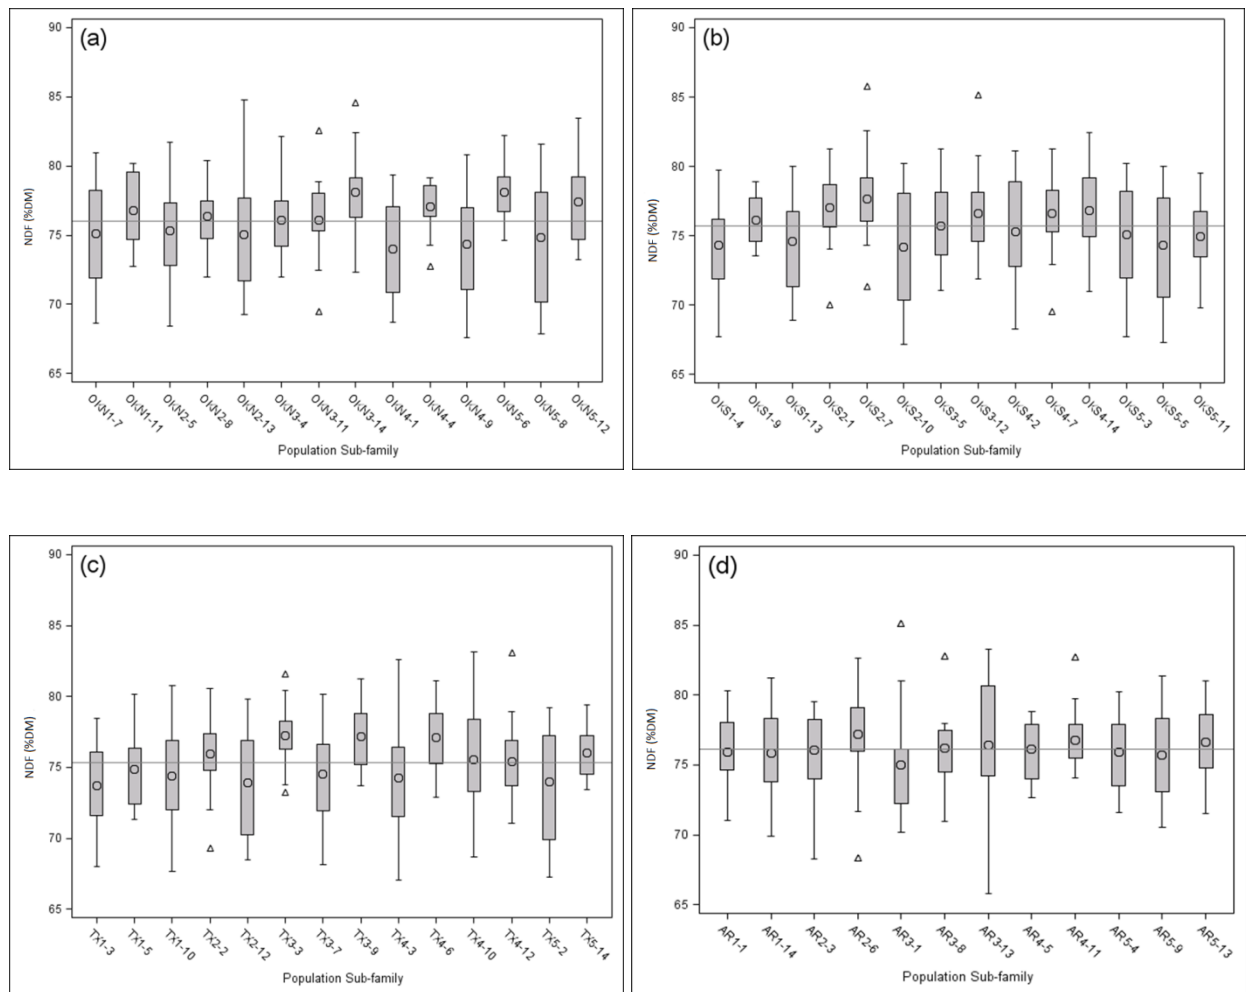 (a)
90
85
80
75
70
65
NDF (%DM)
OKN1-7
OKN1-11
OKN2-5
OKN2-8
OKN2-13
OKN3-4
OKN3-11
OKN3-14
OKN4-1
OKN4-4
OKN4-9
OKN5-6
OKN5-8
OKN5-12
Population Sub-family
(b)
90
85
80
75
70
65
NDF (%DM)
OKS1-4
OKS1-9
OKS1-13
OKS2-1
OKS2-7
OKS2-10
OKS3-5
OKS3-12
OKS4-2
OKS4-7
OKS4-14
OKS5-3
OKS5-5
OKS5-11
Population Sub-family
(c)
90
85
80
75
70
65
NDF (%DM)
TX1-3
TX1-5
TX1-10
TX2-2
TX2-12
TX3-3
TX3-7
TX3-9
TX4-3
TX4-6
TX4-10
TX4-12
TX5-2
TX5-14
Population Sub-family
(d)
90
85
80
75
70
65
NDF (%DM)
AR1-1
AR1-14
AR2-3
AR2-6
AR3-1
AR3-8
AR3-13
AR4-5
AR4-11
AR5-4
AR5-9
AR5-13
Population Sub-family